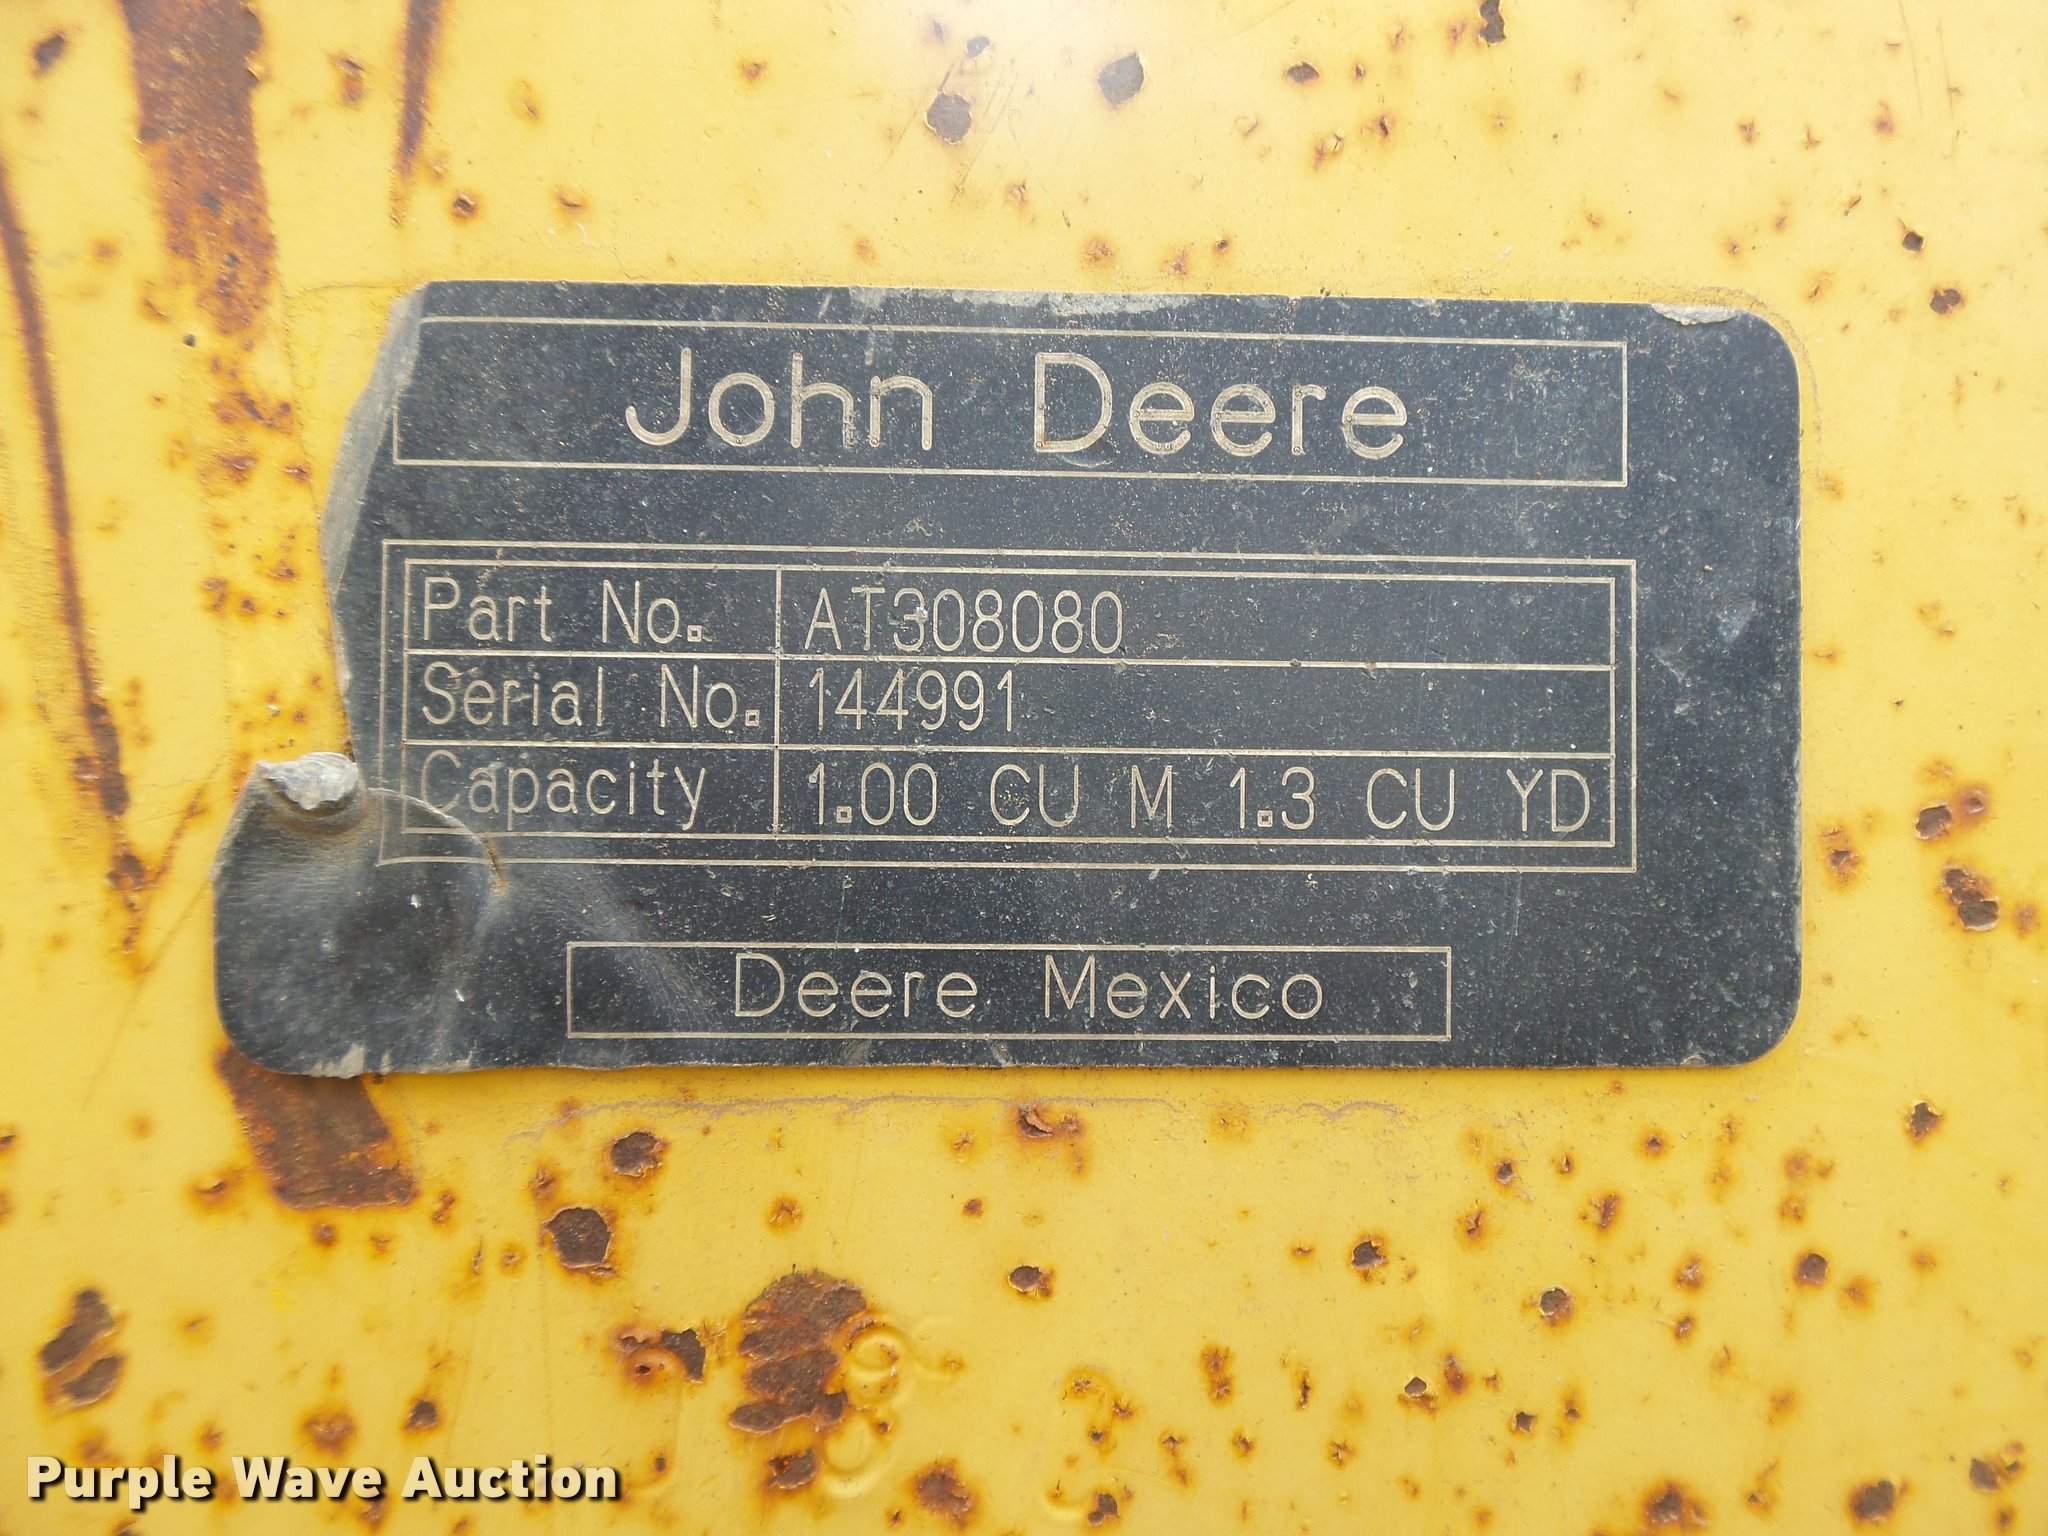 John Deere
Part No. AT308080
Serial No. 144991
Capacity 1.00 CU M 1.3 CU YD
Deere Mexico
Purple Wave Auction